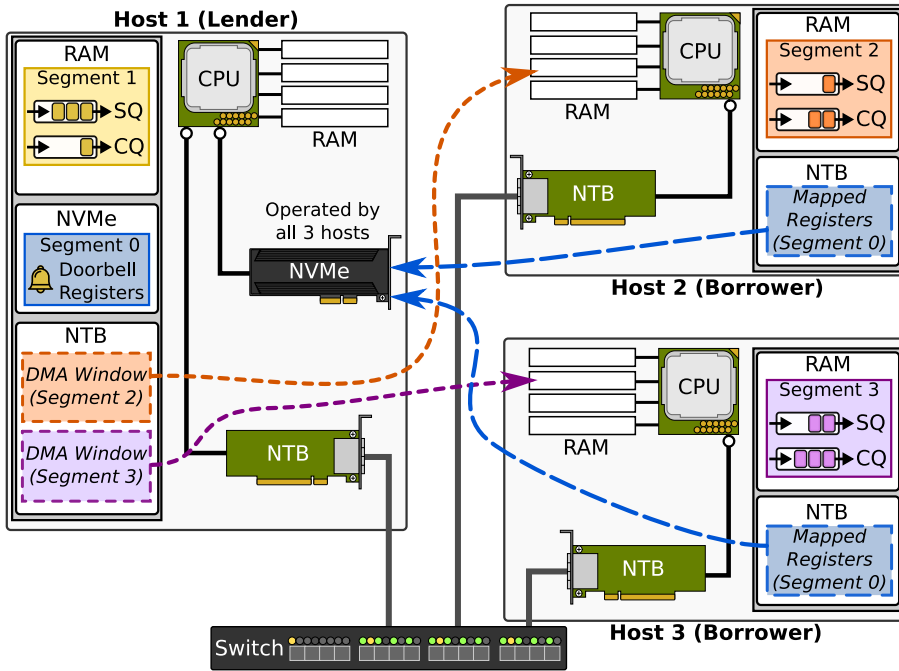 Host 1 (Lender)
RAM
Segment 1
SQ
CQ
NVMe
Segment 0
Doorbell
Registers
NTB
DMA Window
(Segment 2)
DMA Window
(Segment 3)
CPU
RAM
Operated by
all 3 hosts
NVMe
NTB
CPU
RAM
NTB
RAM
Segment 2
SQ
CQ
NTB
Mapped
Registers
(Segment 0)
Host 2 (Borrower)
CPU
RAM
NTB
RAM
Segment 3
SQ
CQ
NTB
Mapped
Registers
(Segment 0)
Host 3 (Borrower)
Switch